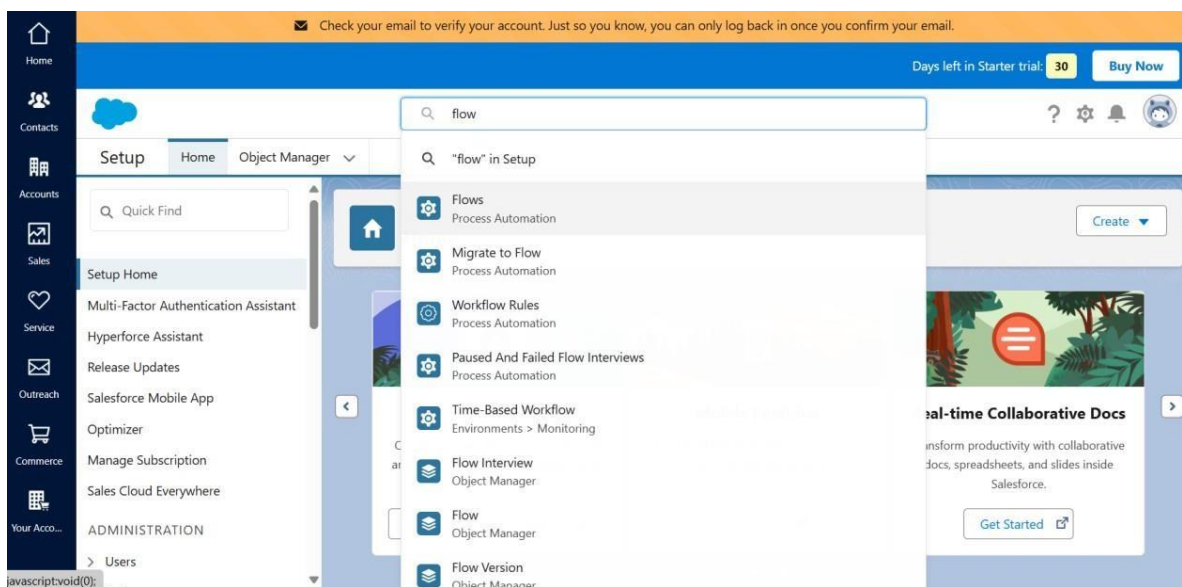 Check your email to verify your account. Just so you know, you can only log back in once you confirm your email.
Home
Days left in Starter trial: 30 Buy Now
Contacts
flow
Setup Home Object Manager
"flow" in Setup
Accounts
Quick Find
Flows
Process Automation
Create
Sales
Migrate to Flow
Process Automation
Setup Home
Multi-Factor Authentication Assistant
Workflow Rules
Process Automation
Service
Hyperforce Assistant
Release Updates
Paused And Failed Flow Interviews
Process Automation
Outreach
Salesforce Mobile App
Time-Based Workflow
Environments > Monitoring
eal-time Collaborative Docs
Optimizer
nsform productivity with collaborative
docs, spreadsheets, and slides inside
Salesforce.
Commerce
Manage Subscription
Flow Interview
Object Manager
Sales Cloud Everywhere
Your Acco...
ADMINISTRATION
Flow
Object Manager
Get Started
Users
Flow Version
Object Manager
javascript:void(0);